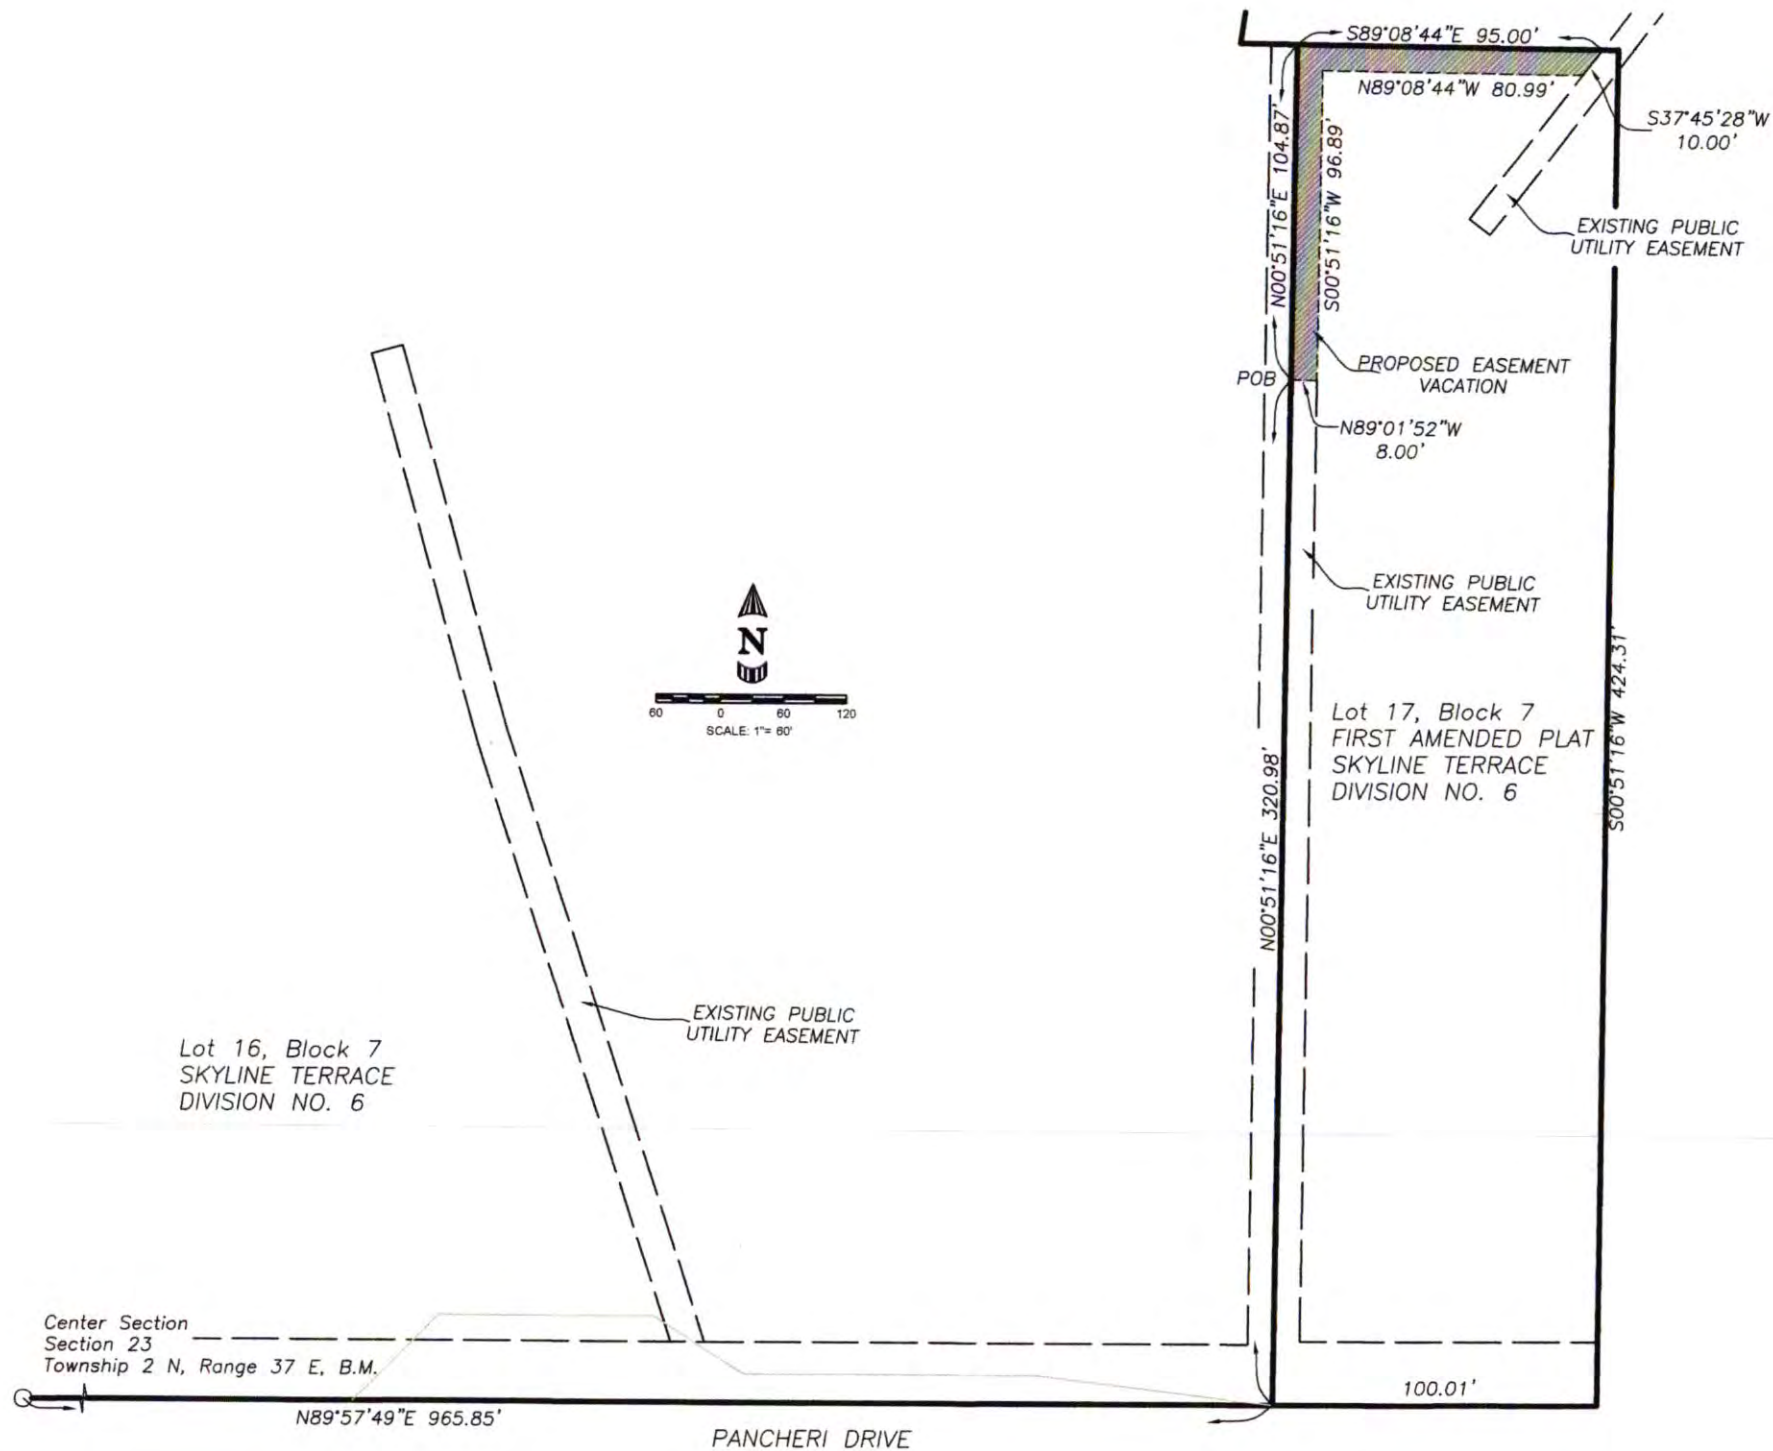 S89°08'44"E 95.00'
N89°08'44"W 80.99'
S37°45'28"W
10.00'
N00°51'16"E 104.87'
S00°51'16"W 96.89'
EXISTING PUBLIC
UTILITY EASEMENT
PROPOSED EASEMENT
VACATION
POB
N89°01'52"W
8.00'
EXISTING PUBLIC
UTILITY EASEMENT
N
60 0 60 120
SCALE: 1"= 60'
S00°51'16"W 424.31'
Lot 17, Block 7
FIRST AMENDED PLAT
SKYLINE TERRACE
DIVISION NO. 6
N00°51'16"E 320.98'
EXISTING PUBLIC
UTILITY EASEMENT
Lot 16, Block 7
SKYLINE TERRACE
DIVISION NO. 6
Center Section
Section 23
Township 2 N, Range 37 E, B.M.
100.01'
N89°57'49"E 965.85'
PANCHERI DRIVE